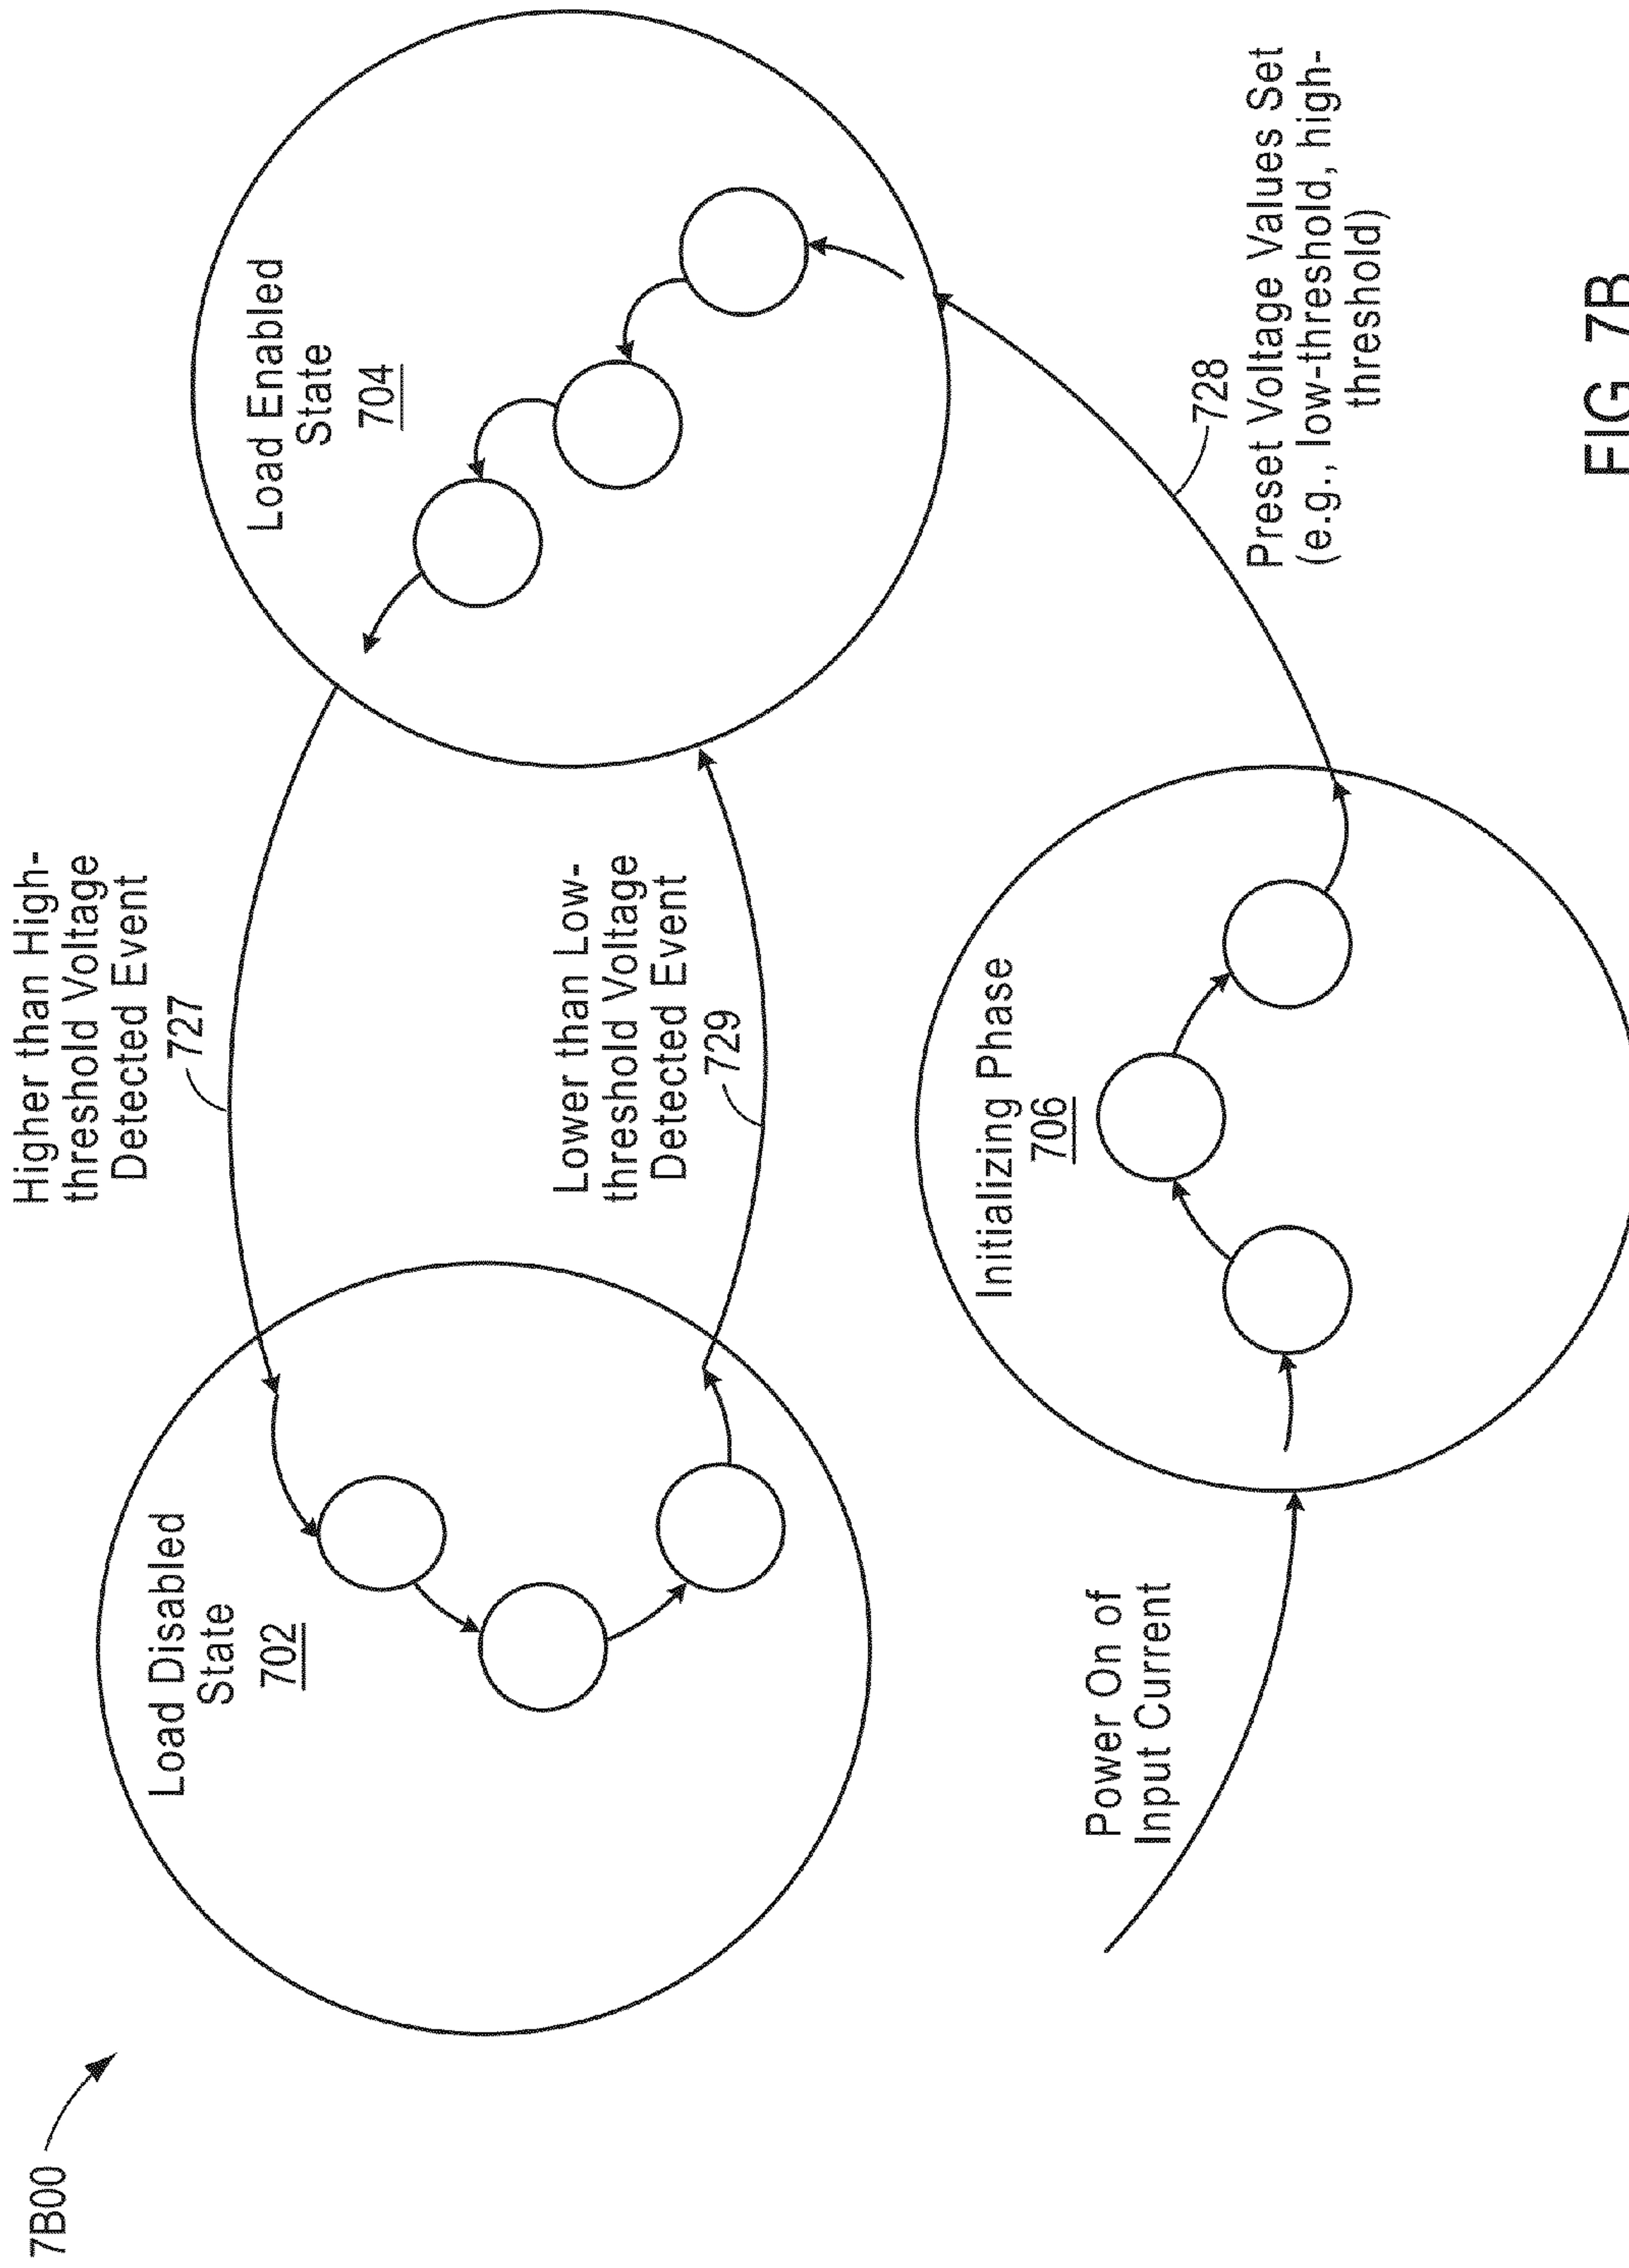 7B00
Higher than High-
threshold Voltage
Detected Event
727
Load Disabled
State
702
Load Enabled
State
704
Lower than Low-
threshold Voltage
Detected Event
729
Initializing Phase
706
Power On of
Input Current
728
Preset Voltage Values Set
(e.g., low-threshold, high-
threshold)
FIG 7B